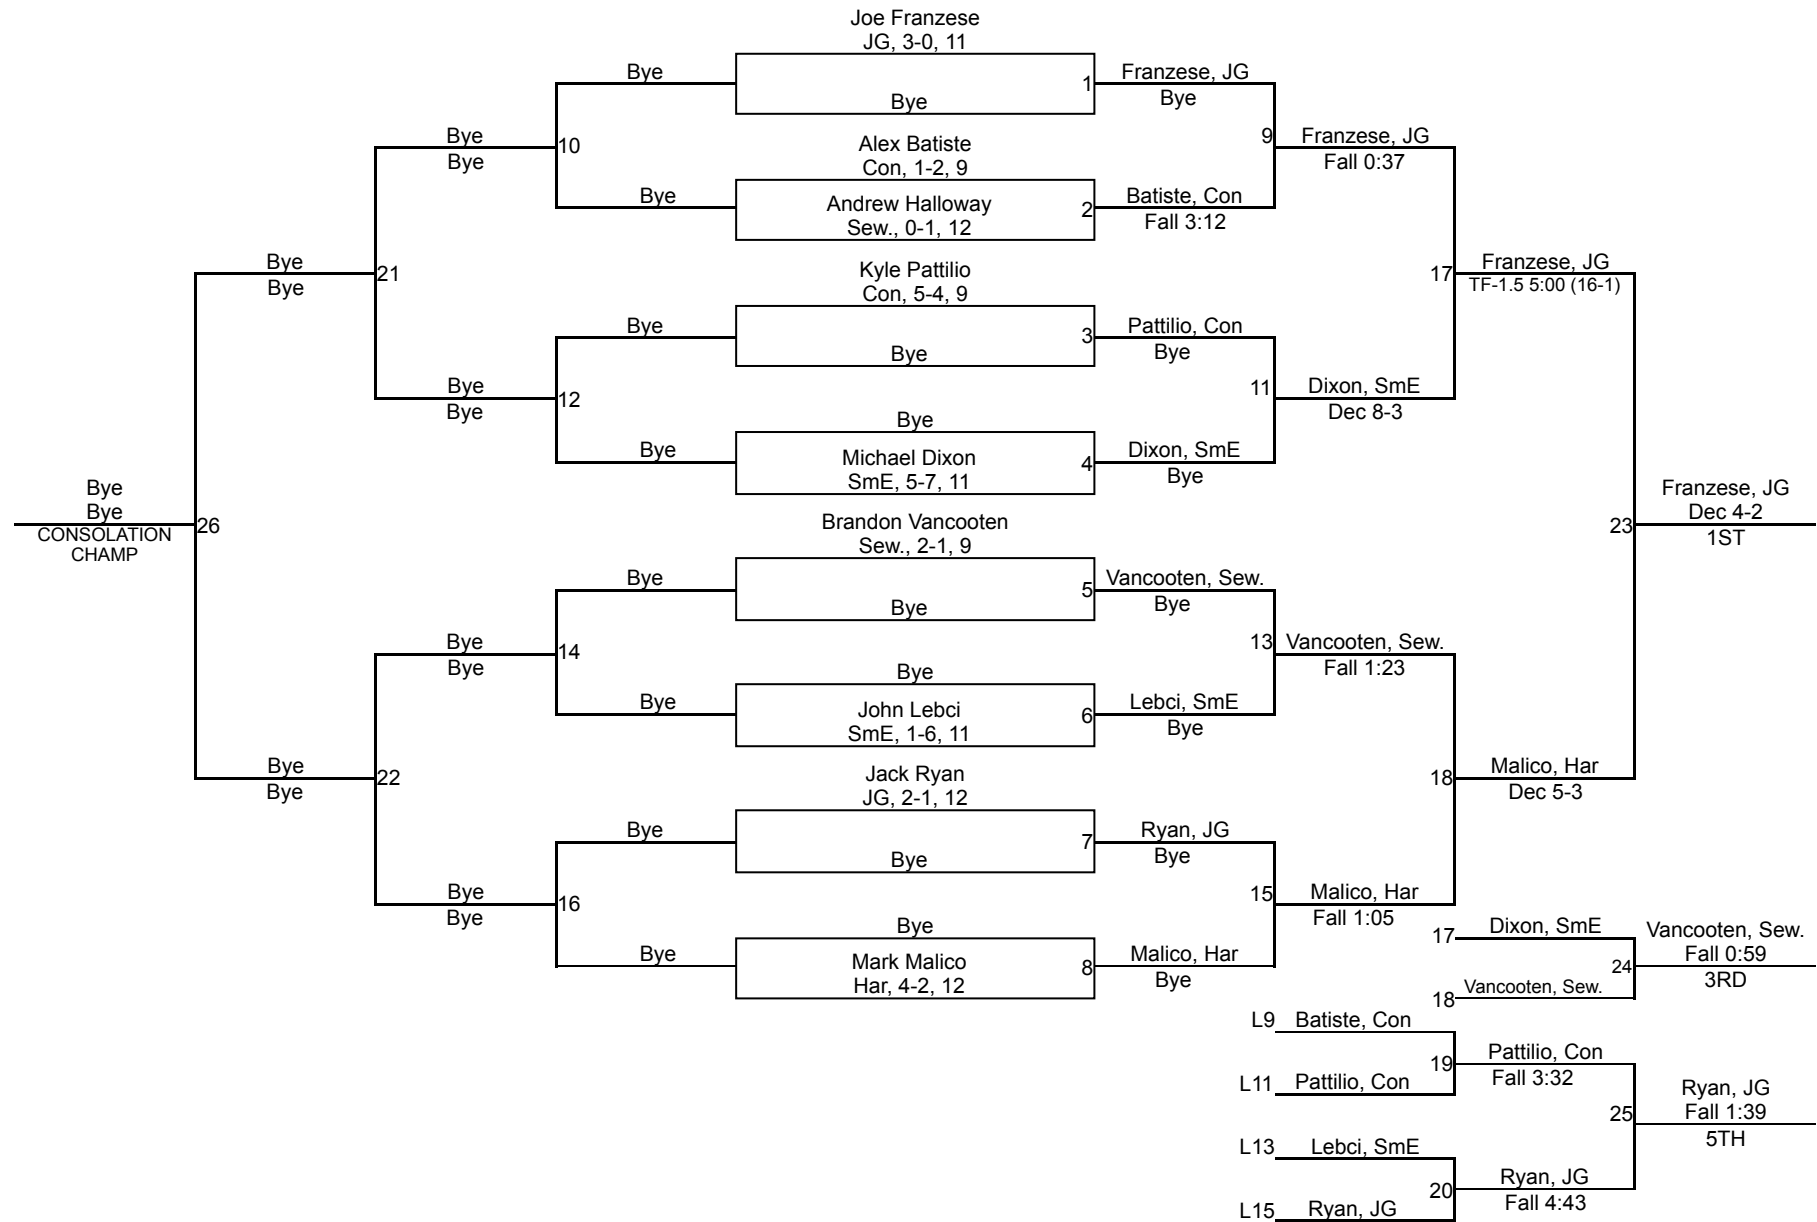 Joe Franzese
JG, 3-0, 11
Bye
1
Bye
Franzese, JG
Bye
Alex Batiste
Con, 1-2, 9
Bye
Andrew Halloway
Sew., 0-1, 12
2
Batiste, Con
Fall 3:12
Bye
Bye
10
9
Franzese, JG
Fall 0:37
Kyle Pattilio
Con, 5-4, 9
Bye
3
Bye
Pattilio, Con
Bye
Bye
Bye
Michael Dixon
SmE, 5-7, 11
4
Dixon, SmE
Bye
Bye
Bye
12
11
Dixon, SmE
Dec 8-3
Bye
Bye
21
17
Franzese, JG
TF-1.5 5:00 (16-1)
Bye
Bye
CONSOLATION
CHAMP
26
23
Franzese, JG
Dec 4-2
1ST
Brandon Vancooten
Sew., 2-1, 9
Bye
5
Bye
Vancooten, Sew.
Bye
Bye
Bye
John Lebci
SmE, 1-6, 11
6
Lebci, SmE
Bye
Bye
Bye
14
13
Vancooten, Sew.
Fall 1:23
Jack Ryan
JG, 2-1, 12
Bye
7
Bye
Ryan, JG
Bye
Bye
Bye
Mark Malico
Har, 4-2, 12
8
Malico, Har
Bye
Bye
Bye
16
15
Malico, Har
Fall 1:05
Bye
Bye
22
18
Malico, Har
Dec 5-3
17
Dixon, SmE
18
Vancooten, Sew.
24
Vancooten, Sew.
Fall 0:59
3RD
L9
Batiste, Con
L11
Pattilio, Con
19
Pattilio, Con
Fall 3:32
L13
Lebci, SmE
L15
Ryan, JG
20
Ryan, JG
Fall 4:43
25
Ryan, JG
Fall 1:39
5TH